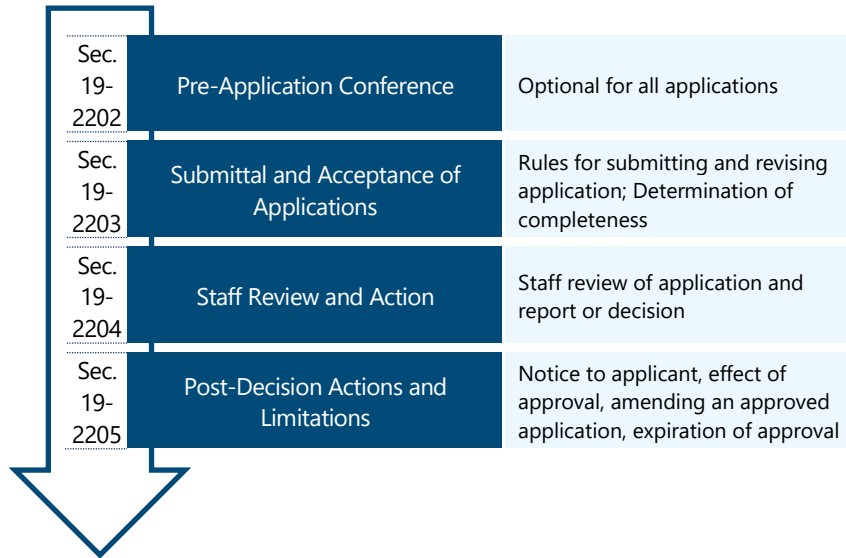 Sec.
19-
2202
Pre-Application Conference
Optional for all applications
Sec.
19-
2203
Submittal and Acceptance of
Applications
Rules for submitting and revising
application; Determination of
completeness
Sec.
19-
2204
Staff Review and Action
Staff review of application and
report or decision
Sec.
19-
2205
Post-Decision Actions and
Limitations
Notice to applicant, effect of
approval, amending an approved
application, expiration of approval